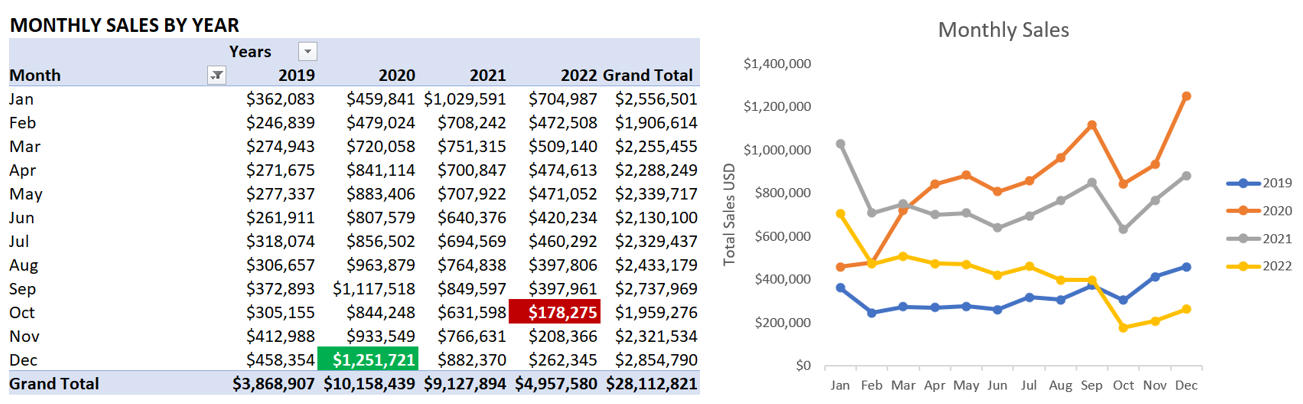 MONTHLY SALES BY YEAR
Years
Month 2019 2020 2021 2022 Grand Total
Jan $362,083 $459,841 $1,029,591 $704,987 $2,556,501
Feb $246,839 $479,024 $708,242 $472,508 $1,906,614
Mar $274,943 $720,058 $751,315 $509,140 $2,255,455
Apr $271,675 $841,114 $700,847 $474,613 $2,288,249
May $277,337 $883,406 $707,922 $471,052 $2,339,717
Jun $261,911 $807,579 $640,376 $420,234 $2,130,100
Jul $318,074 $856,502 $694,569 $460,292 $2,329,437
Aug $306,657 $963,879 $764,838 $397,806 $2,433,179
Sep $372,893 $1,117,518 $849,597 $397,961 $2,737,969
Oct $305,155 $844,248 $631,598 $178,275 $1,959,276
Nov $412,988 $933,549 $766,631 $208,366 $2,321,534
Dec $458,354 $1,251,721 $882,370 $262,345 $2,854,790
Grand Total $3,868,907 $10,158,439 $9,127,894 $4,957,580 $28,112,821
Monthly Sales
Total Sales USD
$1,400,000
$1,200,000
$1,000,000
$800,000
$600,000
$400,000
$200,000
$0
Jan Feb Mar Apr May Jun Jul Aug Sep Oct Nov Dec
2019
2020
2021
2022